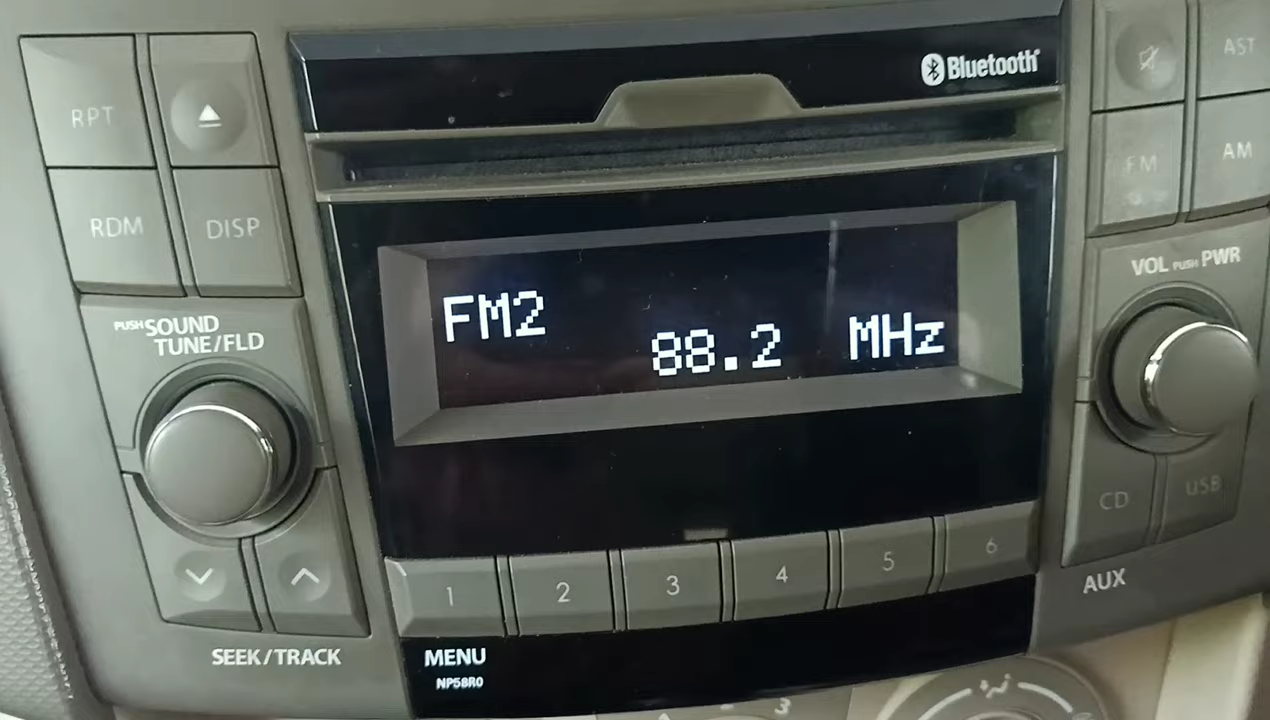 RPT
Bluetooth®
AST
RDM
DISP
FM
AM
PUSH SOUND
TUNE/FLD
FM2
88.2 MHz
VOL PUSH PWR
CD
USB
1 2 3 4 5 6
AUX
SEEK/TRACK
MENU
NP58R0
3